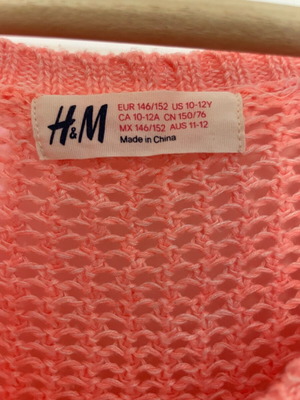 H&M
EUR 146/152 US 10-12Y
CA 10-12A CN 150/76
MX 146/152 AUS 11-12
Made in China